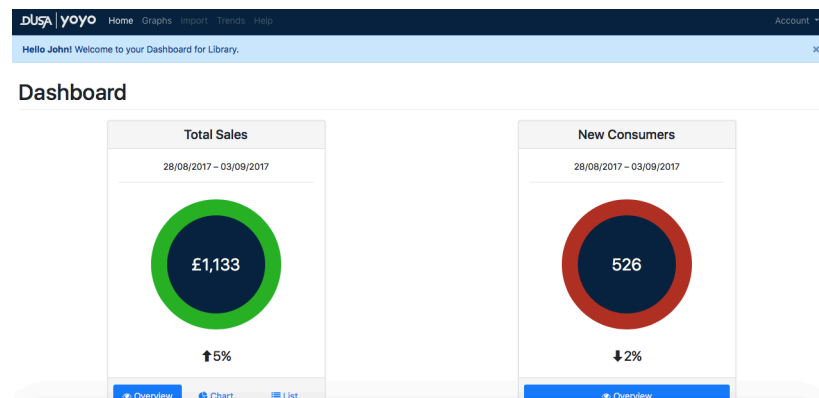 DUSA yoyo Home Graphs Import Trends Help Account
Hello John! Welcome to your Dashboard for Library. ×
Dashboard
Total Sales
28/08/2017 – 03/09/2017
£1,133
5%
Overview Chart List
New Consumers
28/08/2017 – 03/09/2017
526
2%
Overview